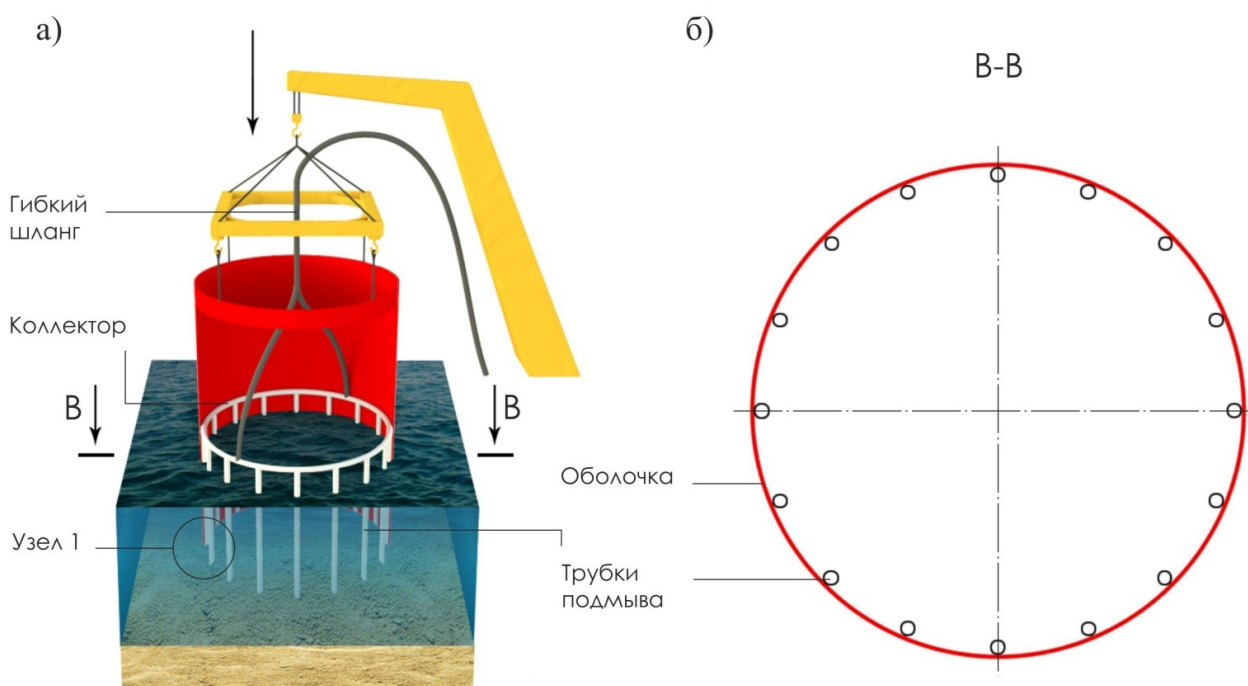 а)
Гибкий
шланг
Коллектор
В
В
Узел 1
Трубки
подмыва
б)
В-В
Оболочка